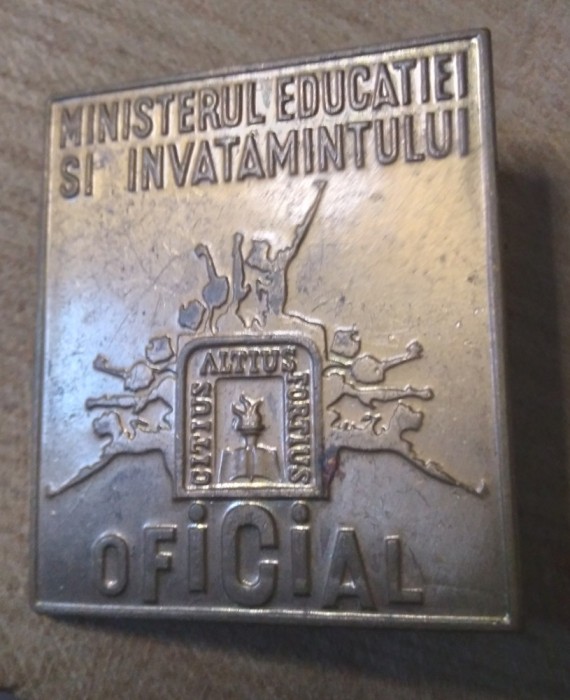 MINISTERUL EDUCATIEI
SI INVATAMINTULUI
ALTIUS
CITIUS
FORTIUS
OFiCiAL